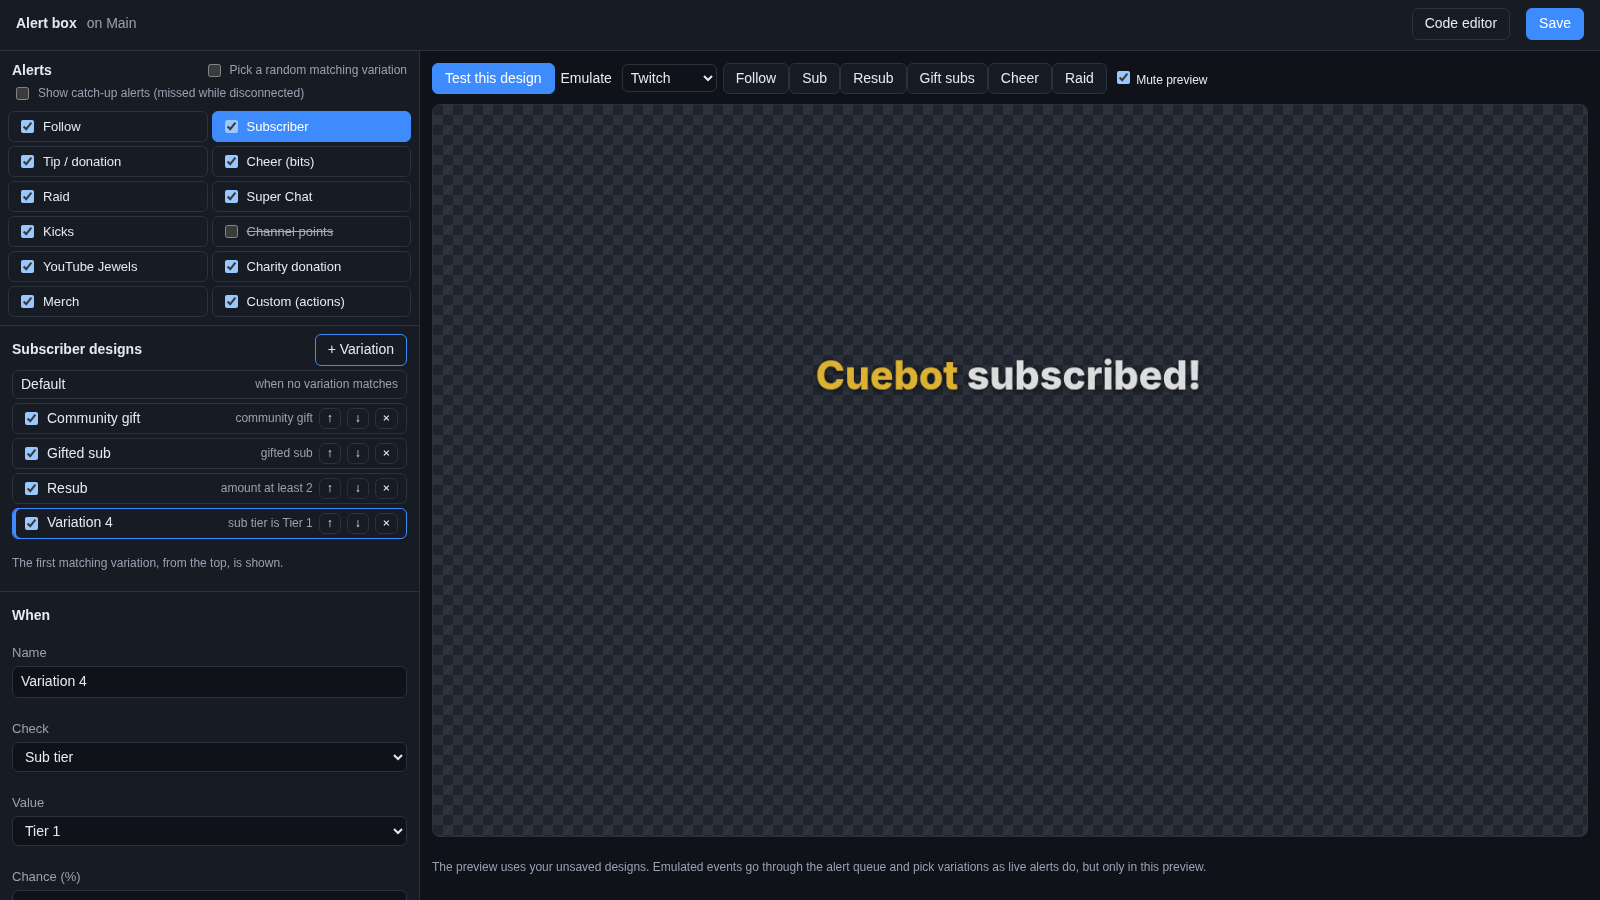 Alert box on Main
Code editor
Save
Alerts
Pick a random matching variation
Show catch-up alerts (missed while disconnected)
Follow
Subscriber
Tip / donation
Cheer (bits)
Raid
Super Chat
Kicks
Channel points
YouTube Jewels
Charity donation
Merch
Custom (actions)
Subscriber designs
+ Variation
Default
when no variation matches
Community gift
community gift
↑ ↓ ×
Gifted sub
gifted sub
↑ ↓ ×
Resub
amount at least 2
↑ ↓ ×
Variation 4
sub tier is Tier 1
↑ ↓ ×
The first matching variation, from the top, is shown.
When
Name
Variation 4
Check
Sub tier
Value
Tier 1
Chance (%)
Test this design
Emulate
Twitch
Follow
Sub
Resub
Gift subs
Cheer
Raid
Mute preview
Cuebot subscribed!
The preview uses your unsaved designs. Emulated events go through the alert queue and pick variations as live alerts do, but only in this preview.